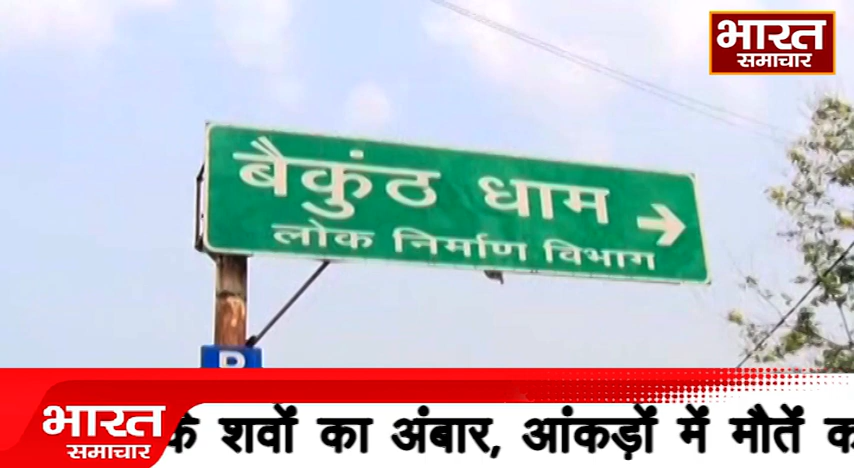 भारत
समाचार
बैकुंठ धाम
लोक निर्माण विभाग
P
भारत
समाचार
के शवों का अंबार, आंकड़ों में मौतें क